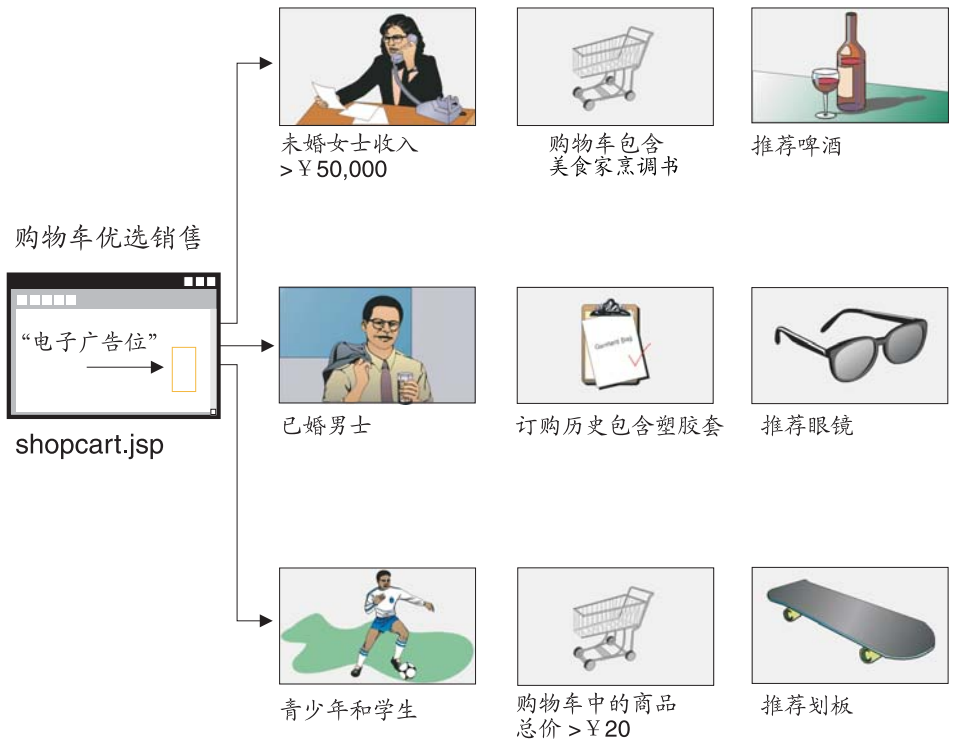 未婚女士收入
>￥50,000
购物车包含
美食家烹调书
推荐啤酒
购物车优选销售
“电子广告位”
shopcart.jsp
已婚男士
Garment Bag
订购历史包含塑胶套
推荐眼镜
青少年和学生
购物车中的商品
总价>￥20
推荐划板